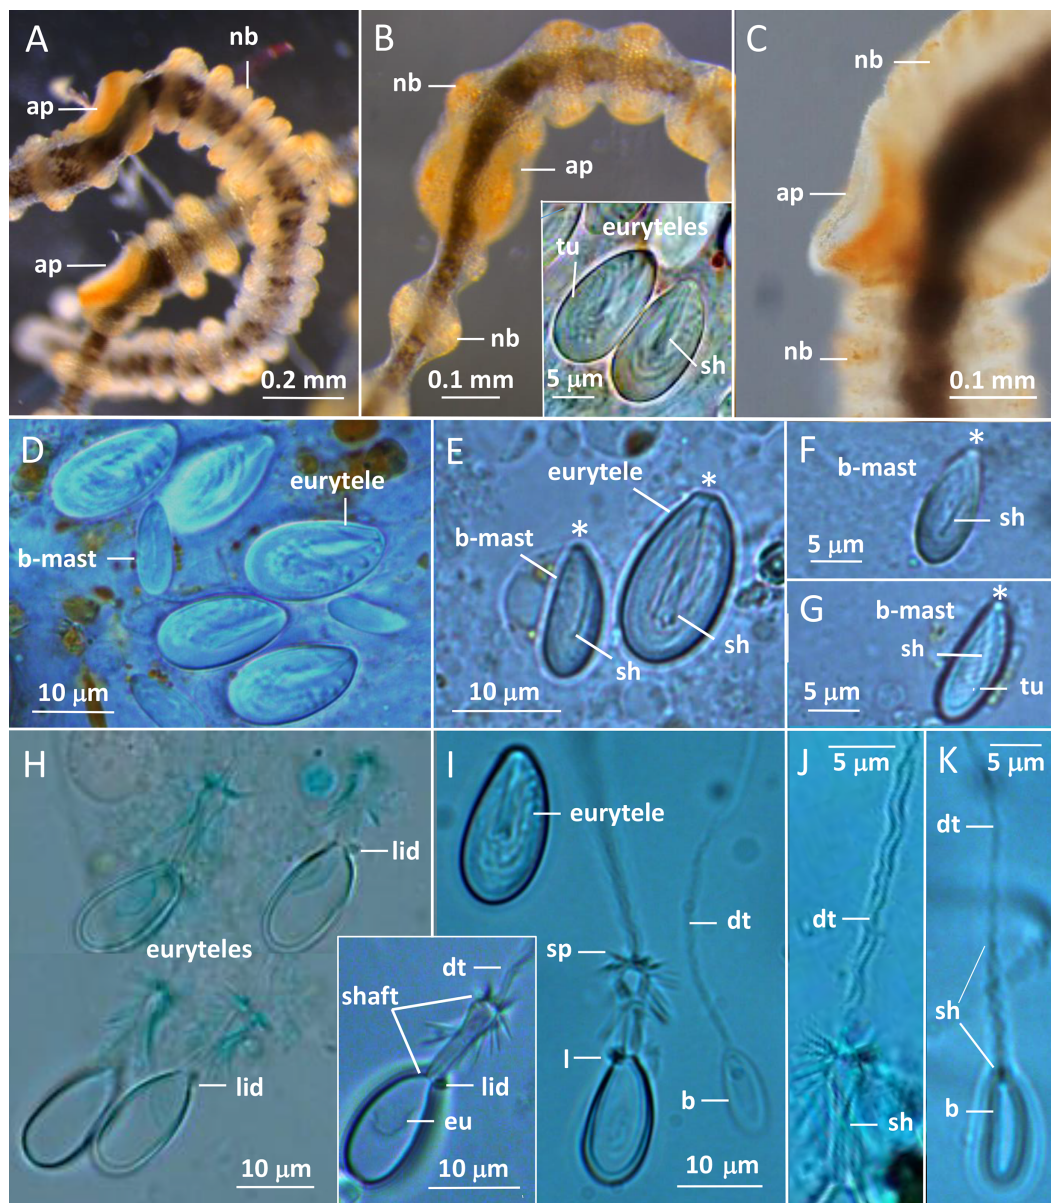 A
nb
ap
ap
0.2 mm
B
nb
ap
nb
0.1 mm
euryteles
tu
sh
5 μm
C
nb
ap
nb
0.1 mm
D
eurytele
b-mast
10 μm
E
eurytele
*
b-mast
*
sh
sh
10 μm
F
*
b-mast
sh
5 μm
G
*
b-mast
sh
tu
5 μm
H
lid
euryteles
lid
10 μm
dt
shaft
lid
eu
10 μm
I
eurytele
dt
sp
l
b
10 μm
J
5 μm
dt
sh
K
5 μm
dt
sh
b